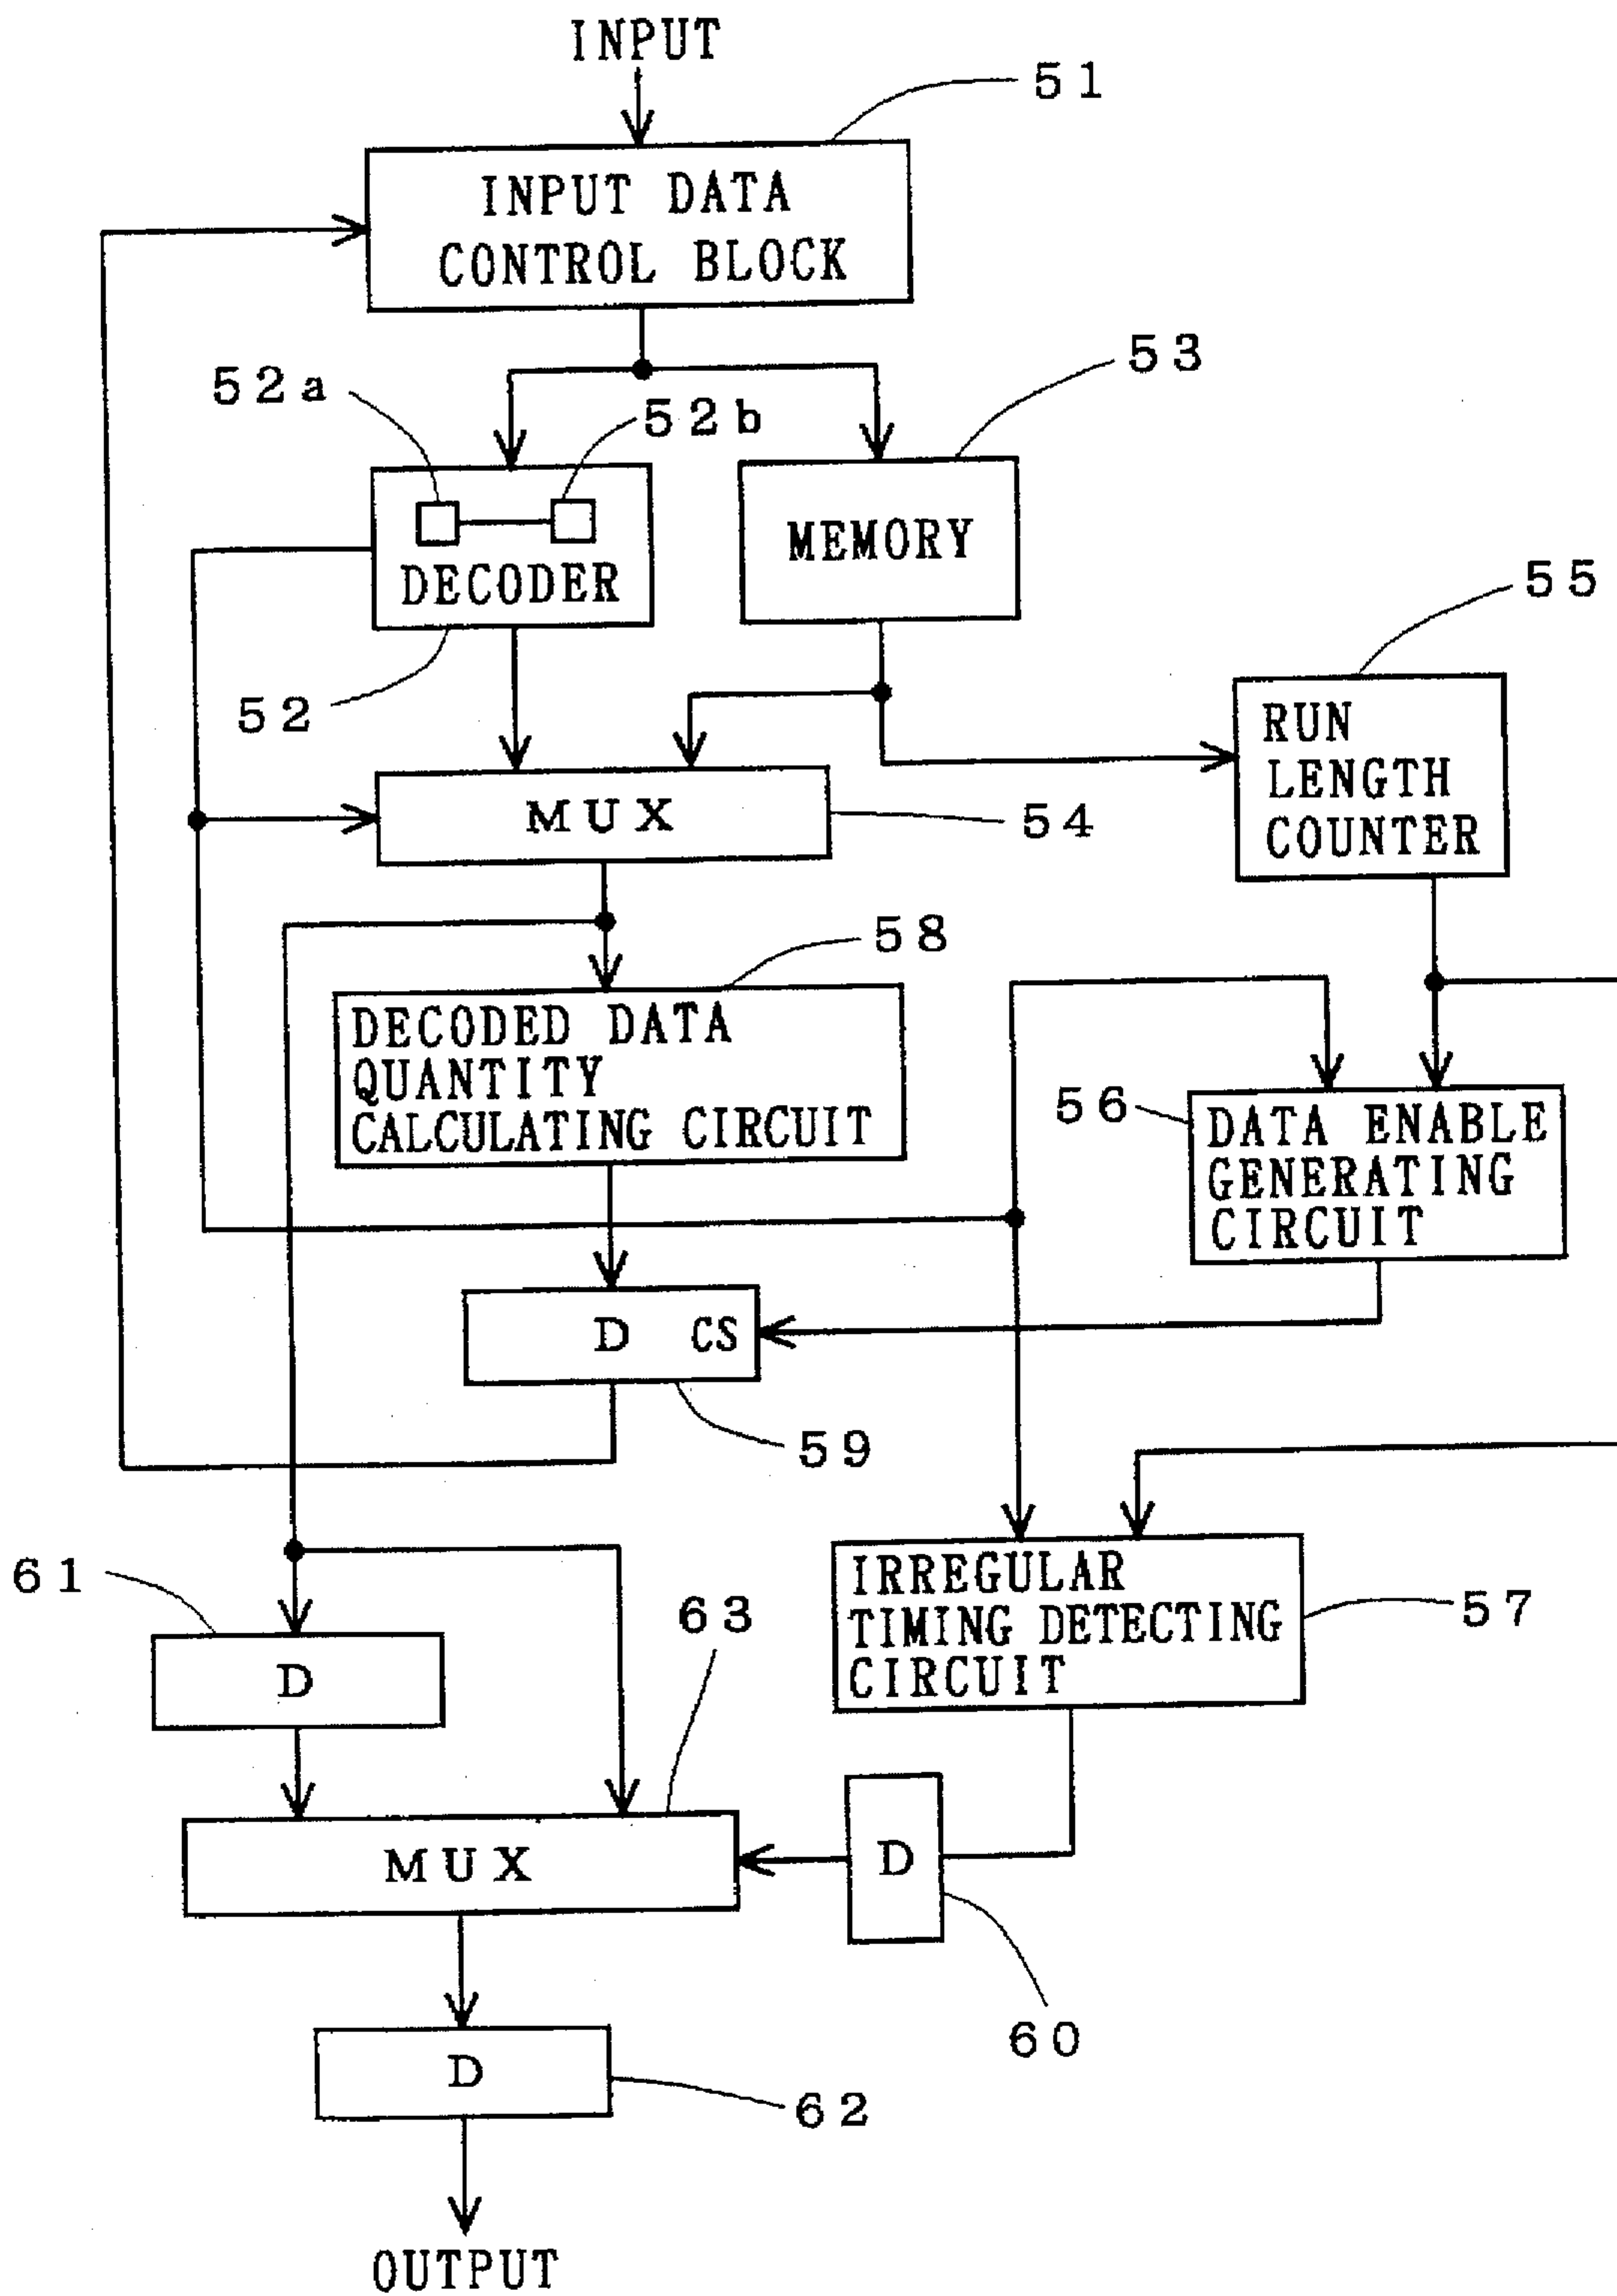 INPUT
51
INPUT DATA
CONTROL BLOCK
53
52a
52b
MEMORY
DECODER
55
52
RUN
LENGTH
COUNTER
MUX
54
58
DECODED DATA
QUANTITY
CALCULATING CIRCUIT
56
DATA ENABLE
GENERATING
CIRCUIT
D CS
59
61
63
IRREGULAR
TIMING DETECTING
CIRCUIT
57
D
MUX
D
60
D
62
OUTPUT